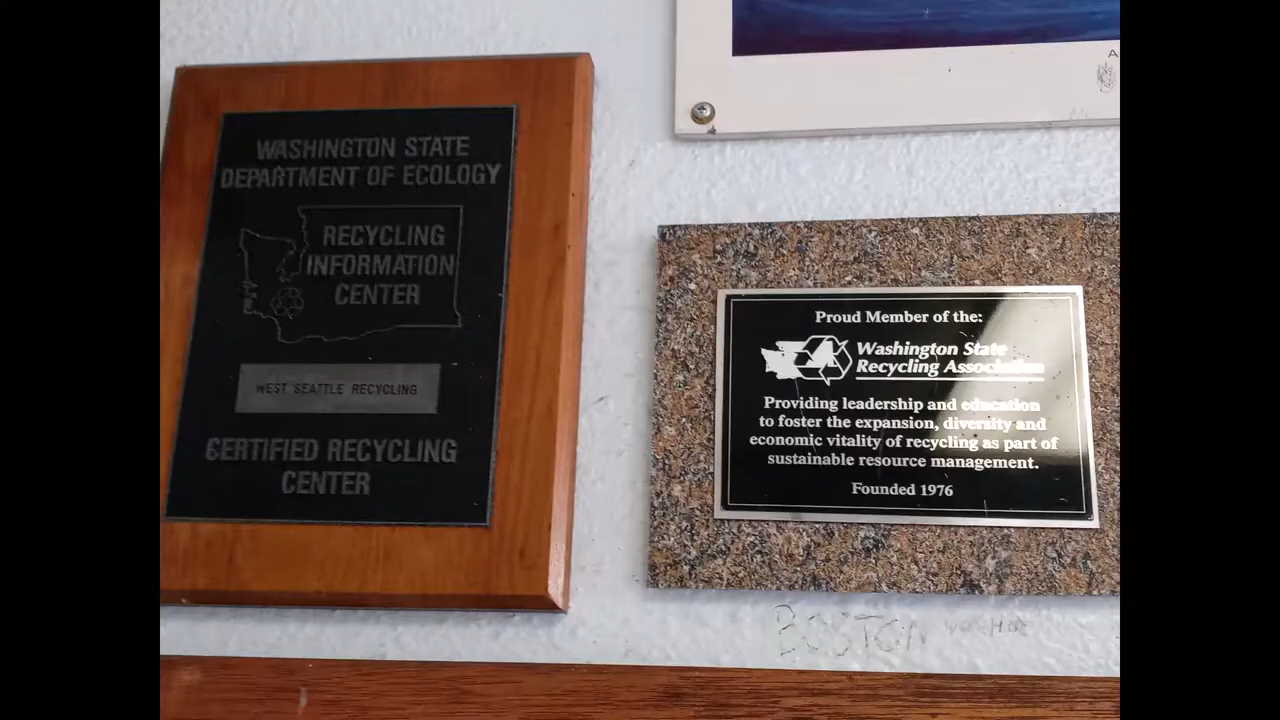 WASHINGTON STATE
DEPARTMENT OF ECOLOGY
RECYCLING
INFORMATION
CENTER
WEST SEATTLE RECYCLING
CERTIFIED RECYCLING
CENTER
A
Proud Member of the:
Washington State
Recycling Association
Providing leadership and education
to foster the expansion, diversity and
economic vitality of recycling as part of
sustainable resource management.
Founded 1976
BOSTON